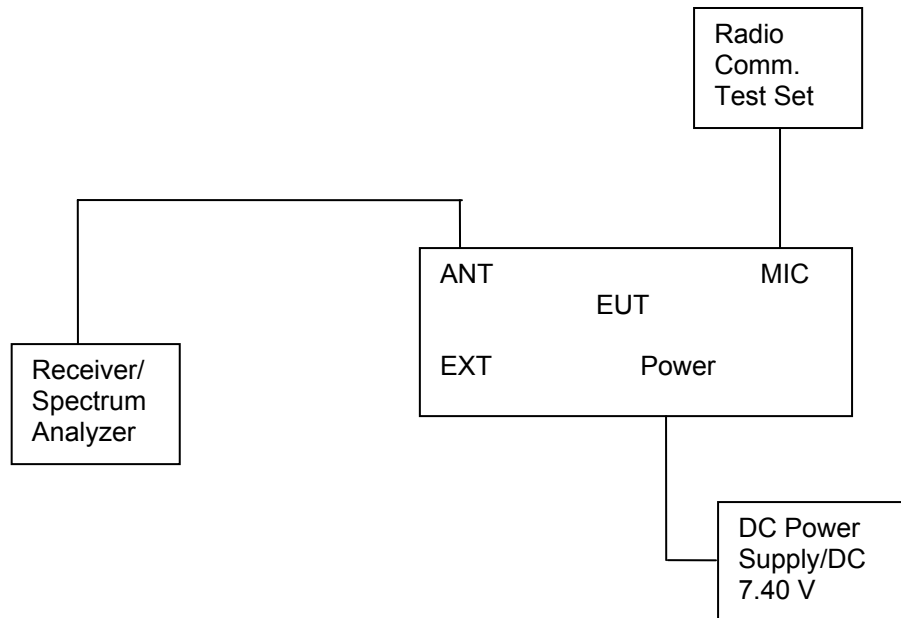 Radio
Comm.
Test Set
ANT
MIC
EUT
EXT
Power
Receiver/
Spectrum
Analyzer
DC Power
Supply/DC
7.40 V